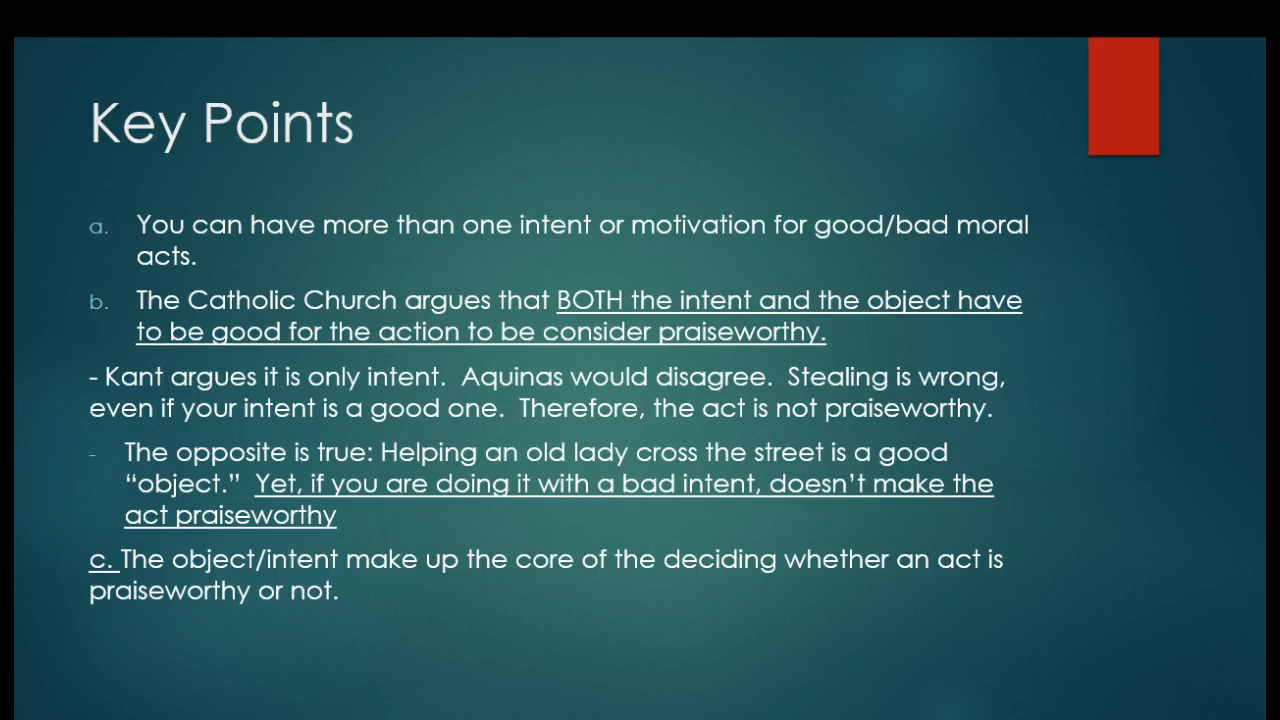 Key Points
a. You can have more than one intent or motivation for good/bad moral
acts.
b. The Catholic Church argues that BOTH the intent and the object have
to be good for the action to be consider praiseworthy.
- Kant argues it is only intent.  Aquinas would disagree.  Stealing is wrong,
even if your intent is a good one.  Therefore, the act is not praiseworthy.
- The opposite is true: Helping an old lady cross the street is a good
“object.”  Yet, if you are doing it with a bad intent, doesn’t make the
act praiseworthy
c. The object/intent make up the core of the deciding whether an act is
praiseworthy or not.